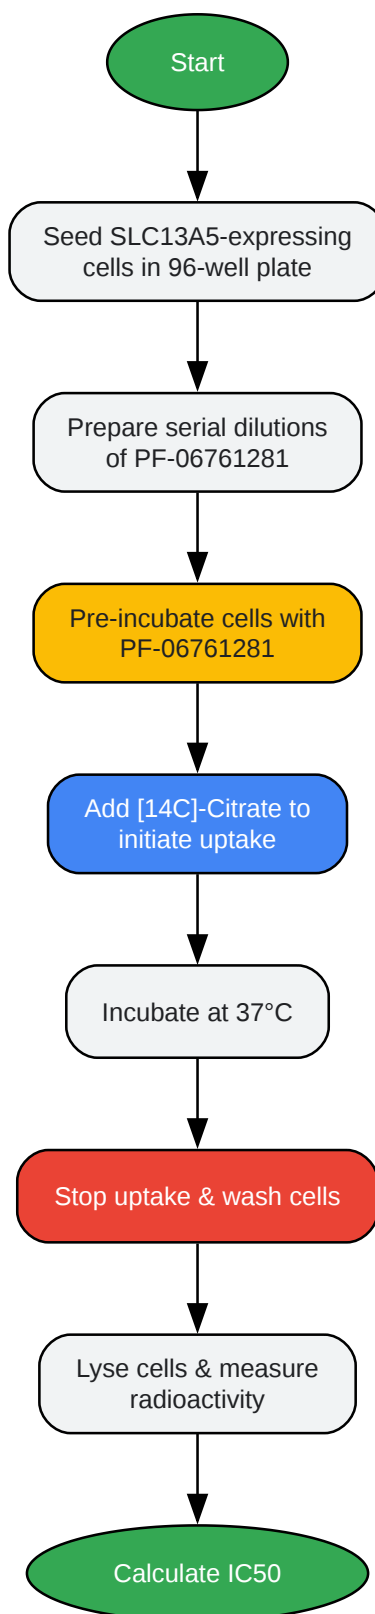 Start
Seed SLC13A5-expressing
cells in 96-well plate
Prepare serial dilutions
of PF-06761281
Pre-incubate cells with
PF-06761281
Add [14C]-Citrate to
initiate uptake
Incubate at 37°C
Stop uptake & wash cells
Lyse cells & measure
radioactivity
Calculate IC50